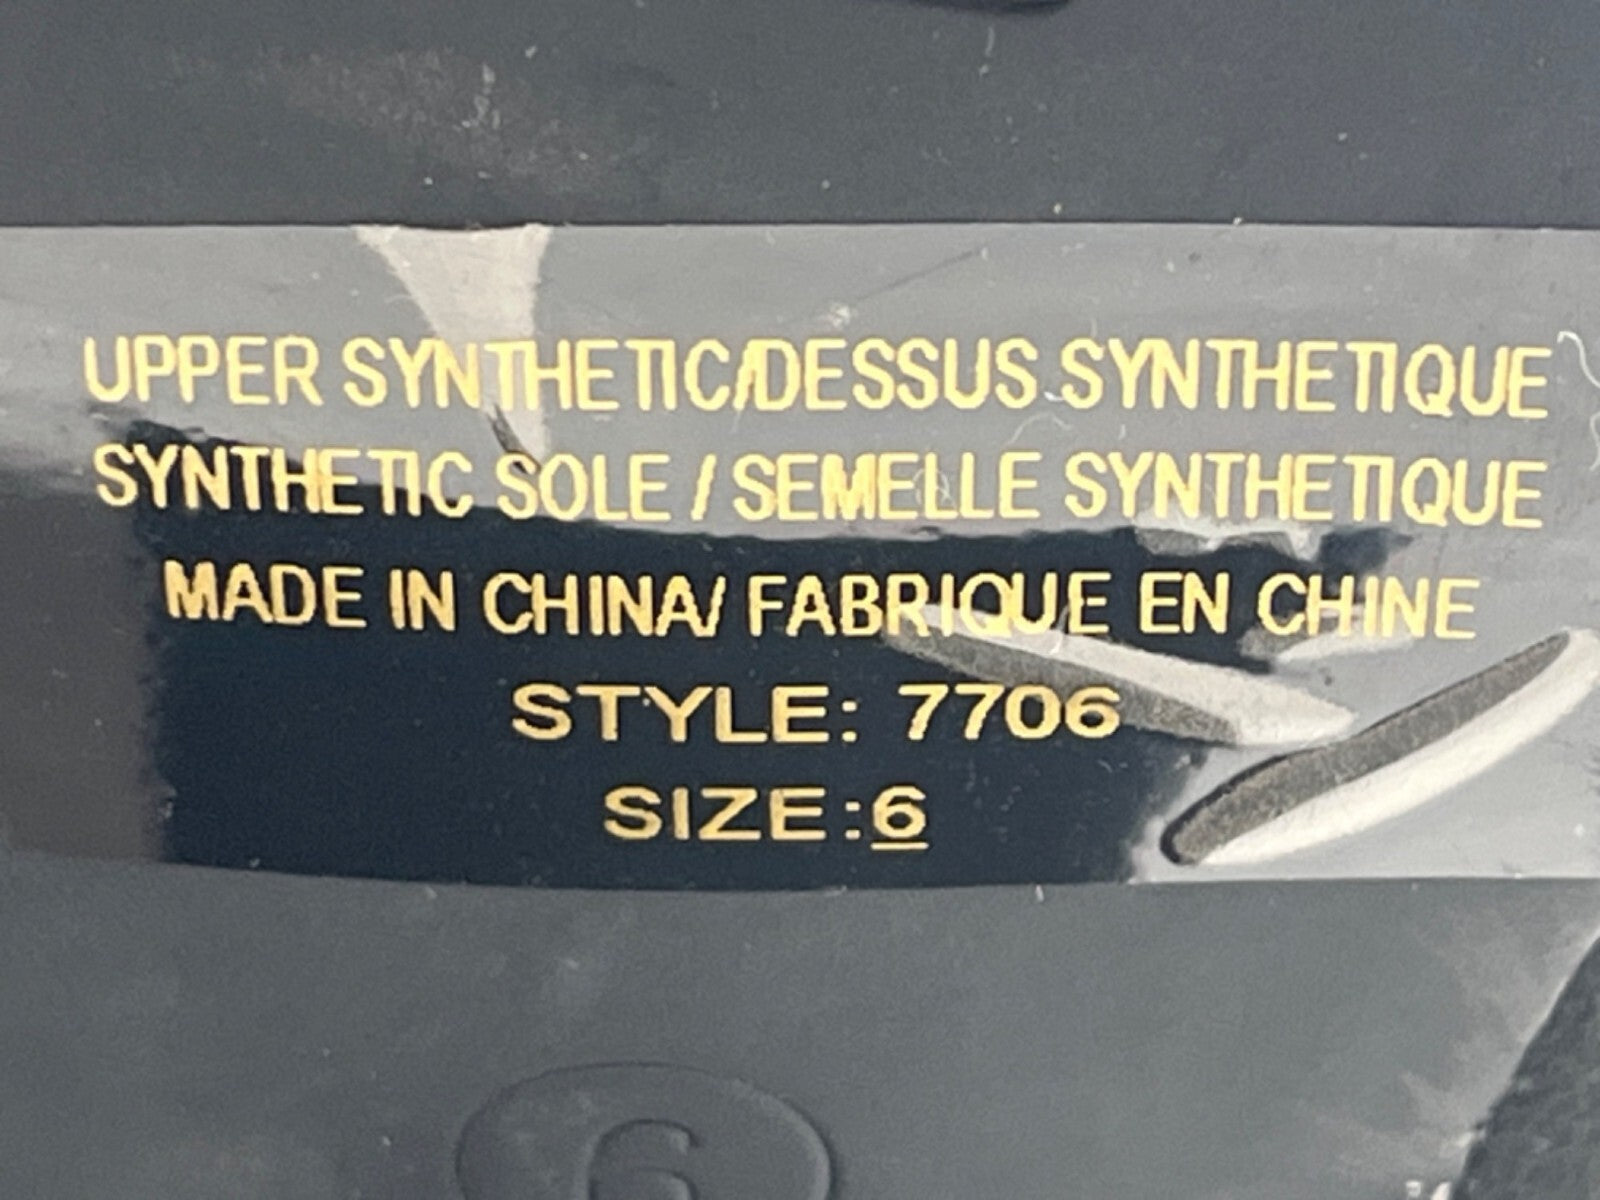 UPPER SYNTHETIC/DESSUS SYNTHETIQUE
SYNTHETIC SOLE / SEMELLE SYNTHETIQUE
MADE IN CHINA/ FABRIQUE EN CHINE
STYLE: 7706
SIZE:6
6